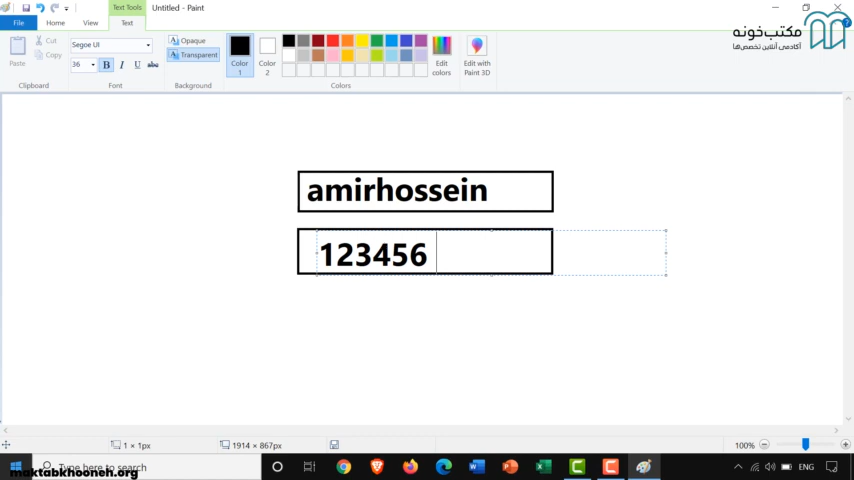 Text Tools
Untitled - Paint
File
Home
View
Text
مکتب‌خونه
آکادمی آنلاین تخصص‌ها
Paste
Cut
Copy
Clipboard
Segoe UI
36
B
I
U
abc
Font
Opaque
Transparent
Background
Color
1
Color
2
Edit
colors
Colors
Edit with
Paint 3D
amirhossein
123456
1 × 1px
1914 × 867px
100%
Type here to search
maktabkhooneh.org
ENG